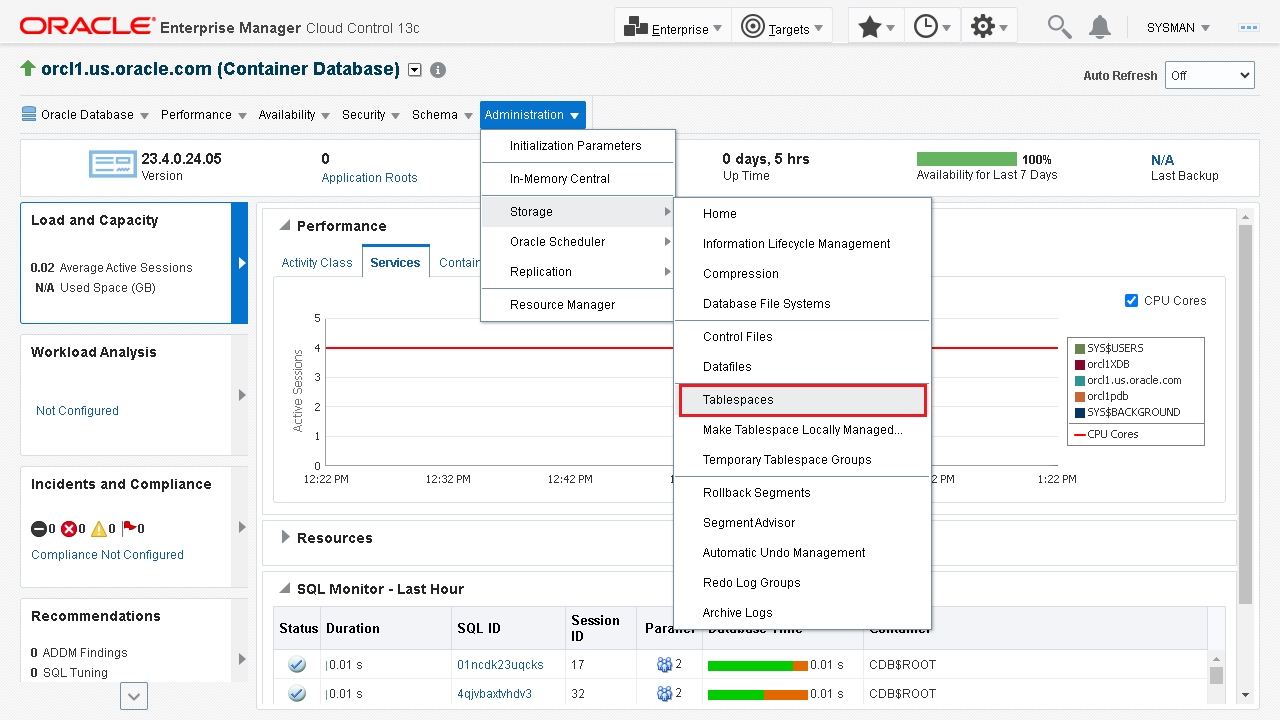 ORACLE Enterprise Manager Cloud Control 13c
Enterprise Targets SYSMAN
orcl1.us.oracle.com (Container Database)
Auto Refresh Off
Oracle Database Performance Availability Security Schema Administration
23.4.0.24.05
Version
0
Application Roots
0 days, 5 hrs
Up Time
100%
Availability for Last 7 Days
N/A
Last Backup
Initialization Parameters
In-Memory Central
Storage
Oracle Scheduler
Replication
Resource Manager
Home
Information Lifecycle Management
Compression
Database File Systems
Control Files
Datafiles
Tablespaces
Make Tablespace Locally Managed...
Temporary Tablespace Groups
Rollback Segments
Segment Advisor
Automatic Undo Management
Redo Log Groups
Archive Logs
Load and Capacity
0.02 Average Active Sessions
N/A Used Space (GB)
Workload Analysis
Not Configured
Incidents and Compliance
0 0 0 0
Compliance Not Configured
Recommendations
0 ADDM Findings
0 SQL Tuning
Performance
Activity Class Services
CPU Cores
Active Sessions
5
4
3
2
1
0
12:22 PM 12:32 PM 12:42 PM 1:22 PM
SYS$USERS
orcl1XDB
orcl1.us.oracle.com
orcl1pdb
SYS$BACKGROUND
CPU Cores
Resources
SQL Monitor - Last Hour
Status Duration SQL ID Session ID Parallel Database Time Container
0.01 s 01ncdk23uqcks 17 2 0.01 s CDB$ROOT
0.01 s 4qjvbaxtvhdv3 32 2 0.01 s CDB$ROOT